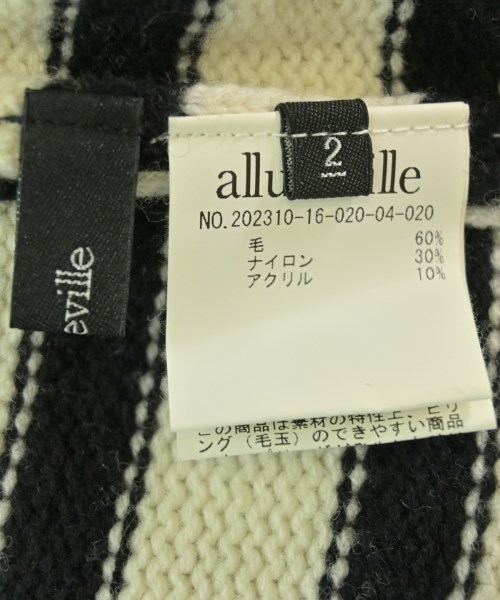 2
NO.202310-16-020-04-020
毛 60%
ナイロン 30%
アクリル 10%
の商品は素材の特性上、ピリ
ング（毛玉）のできやすい商品
eville